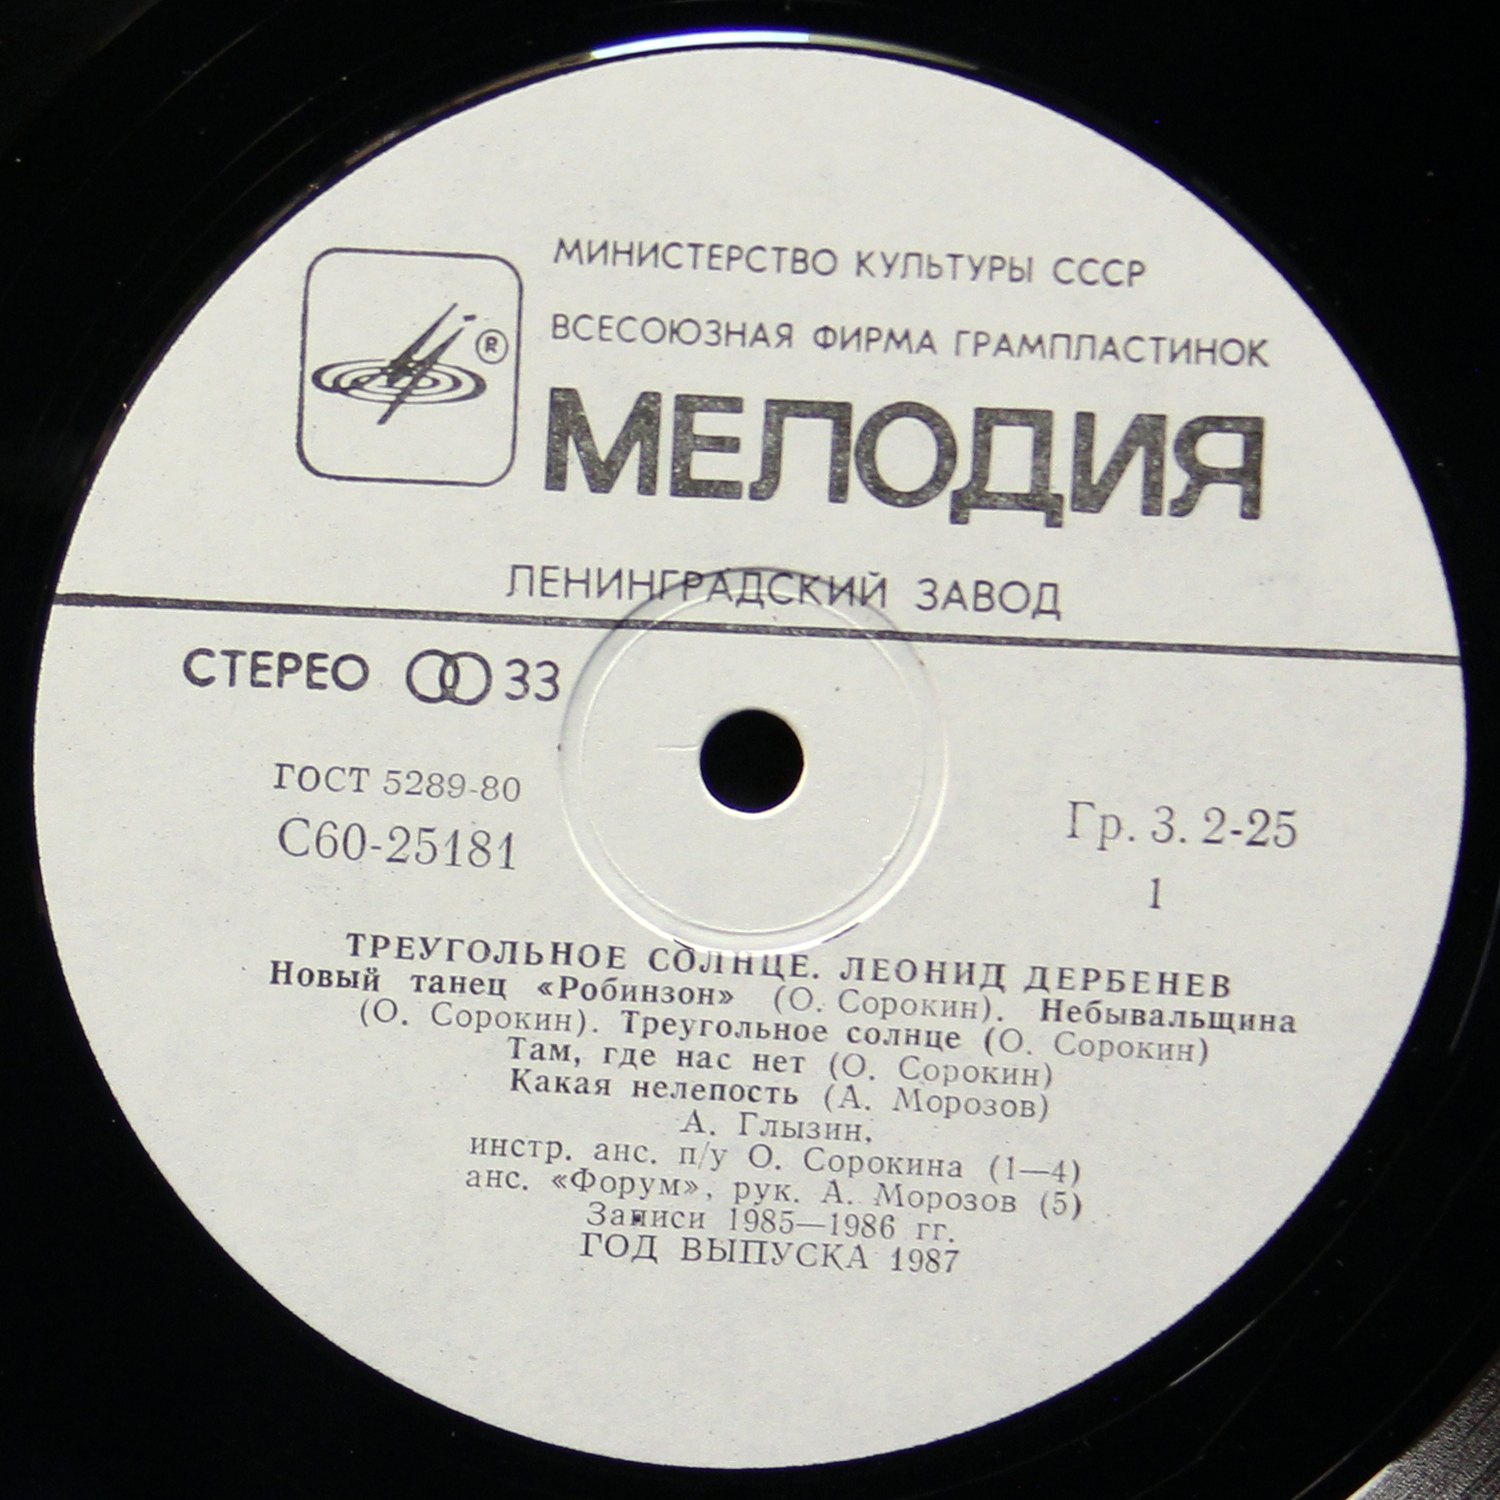 МИНИСТЕРСТВО КУЛЬТУРЫ СССР
ВСЕСОЮЗНАЯ ФИРМА ГРАМПЛАСТИНОК
®
МЕЛОДИЯ
ЛЕНИНГРАДСКИЙ ЗАВОД
СТЕРЕО 33
ГОСТ 5289-80
С60-25181
Гр. 3. 2-25
1
ТРЕУГОЛЬНОЕ СОЛНЦЕ. ЛЕОНИД ДЕРБЕНЕВ
Новый танец «Робинзон» (О. Сорокин). Небывальщина
(О. Сорокин). Треугольное солнце (О. Сорокин)
Там, где нас нет (О. Сорокин)
Какая нелепость (А. Морозов)
А. Глызин,
инстр. анс. п/у О. Сорокина (1—4)
анс. «Форум», рук. А. Морозов (5)
Записи 1985—1986 гг.
ГОД ВЫПУСКА 1987